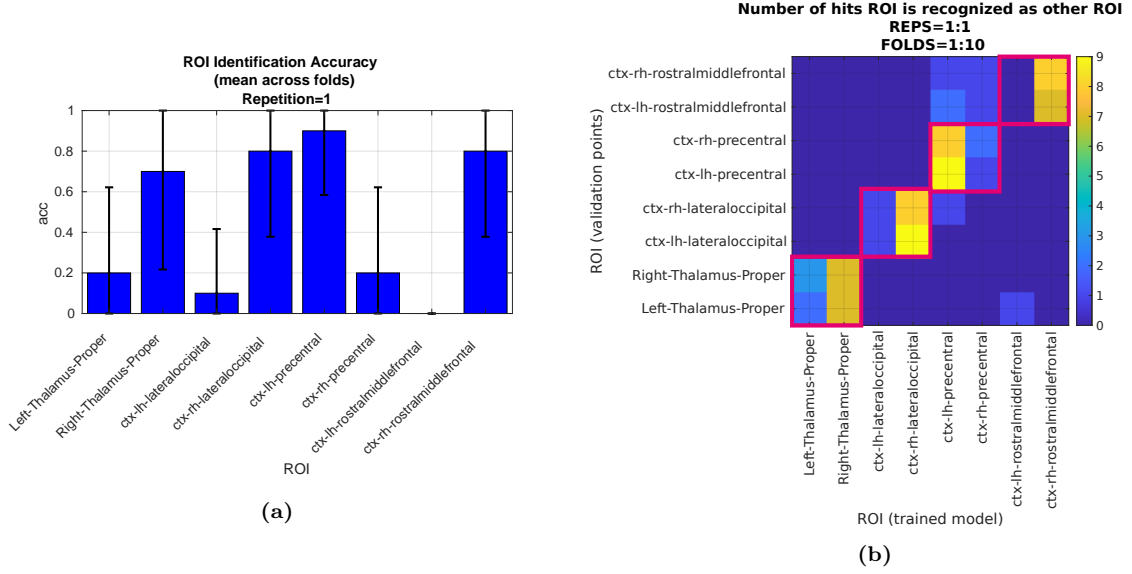 ROI Identification Accuracy
(mean across folds)
Repetition=1
1
0.8
0.6
0.4
0.2
0
acc
Left-Thalamus-Proper
Right-Thalamus-Proper
ctx-lh-lateraloccipital
ctx-rh-lateraloccipital
ctx-lh-precentral
ctx-rh-precentral
ctx-lh-rostralmiddlefrontal
ctx-rh-rostralmiddlefrontal
ROI
(a)
Number of hits ROI is recognized as other ROI
REPS=1:1
FOLDS=1:10
ctx-rh-rostralmiddlefrontal
ctx-lh-rostralmiddlefrontal
ctx-rh-precentral
ctx-lh-precentral
ctx-rh-lateraloccipital
ctx-lh-lateraloccipital
Right-Thalamus-Proper
Left-Thalamus-Proper
ROI (validation points)
9
8
7
6
5
4
3
2
1
0
Left-Thalamus-Proper
Right-Thalamus-Proper
ctx-lh-lateraloccipital
ctx-rh-lateraloccipital
ctx-lh-precentral
ctx-rh-precentral
ctx-lh-rostralmiddlefrontal
ctx-rh-rostralmiddlefrontal
ROI (trained model)
(b)